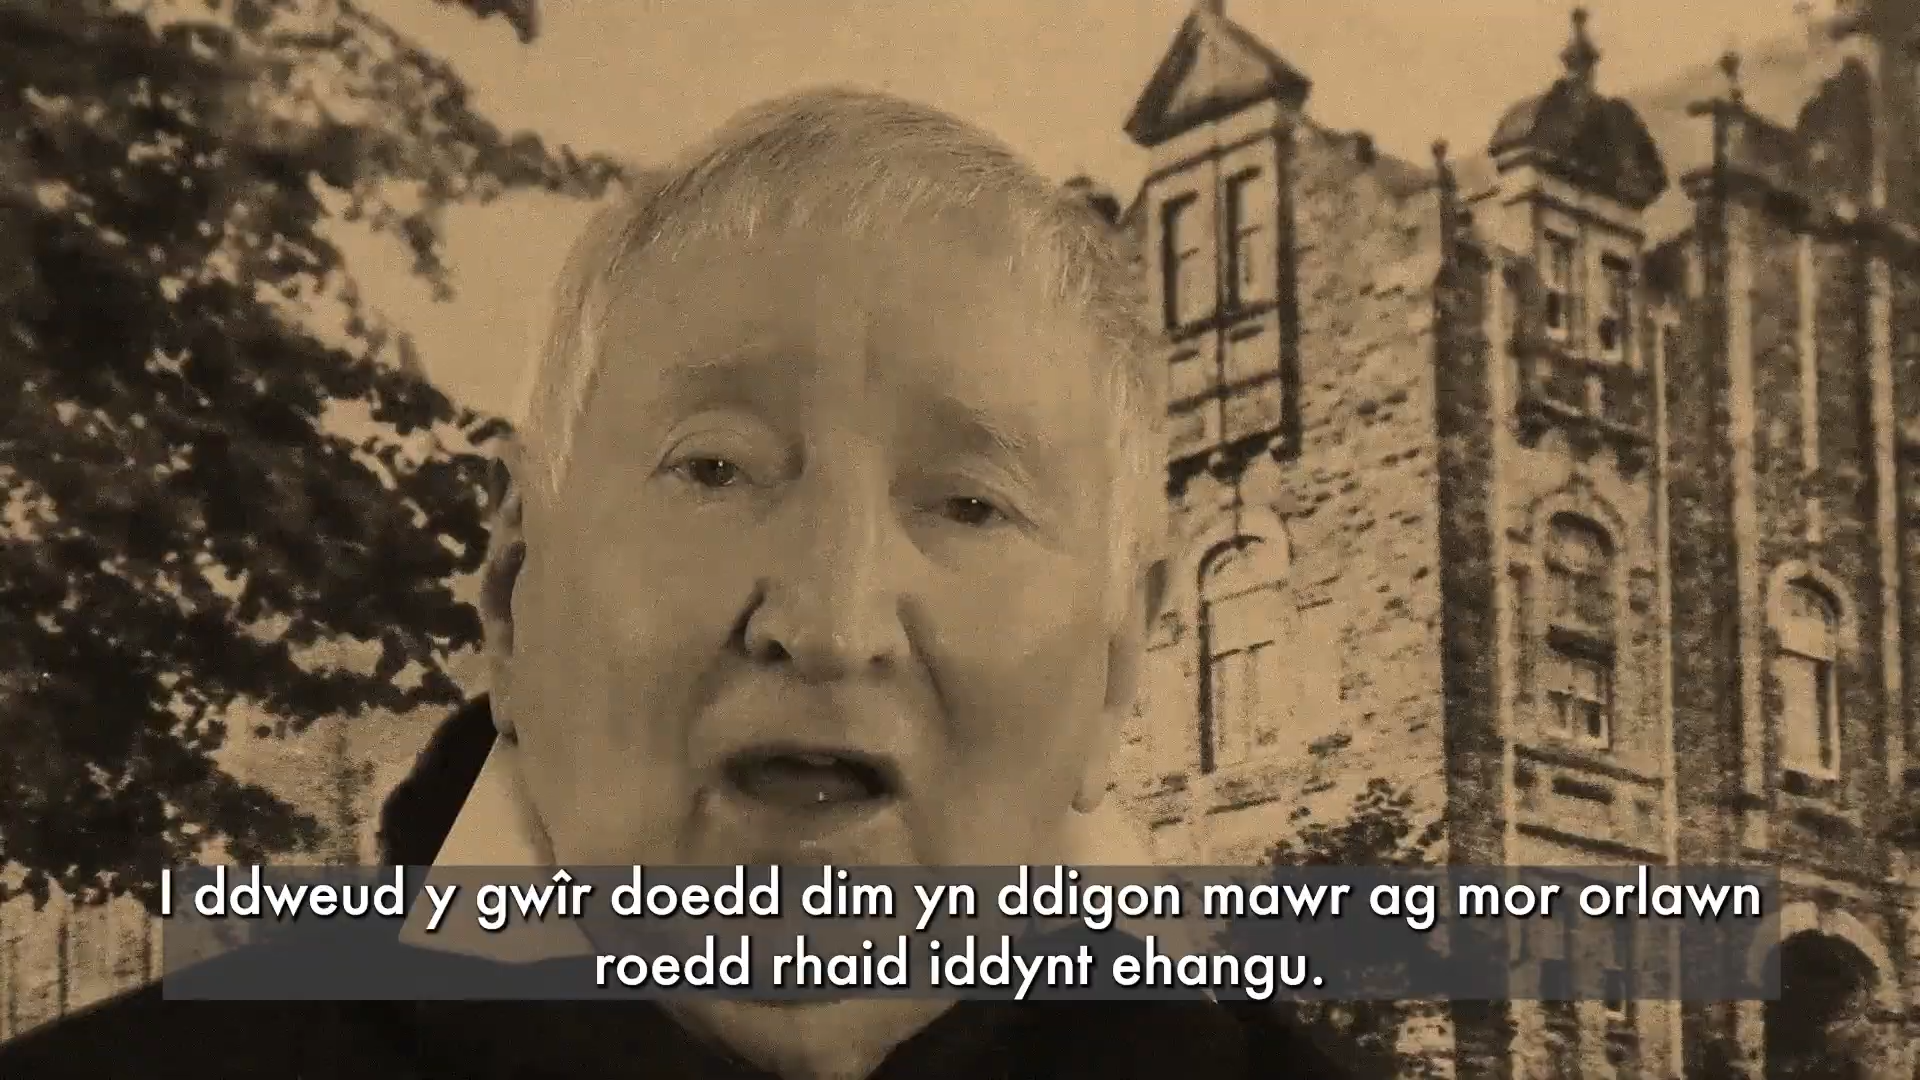 I ddweud y gwîr doedd dim yn ddigon mawr ag mor orlawn
roedd rhaid iddynt ehangu.